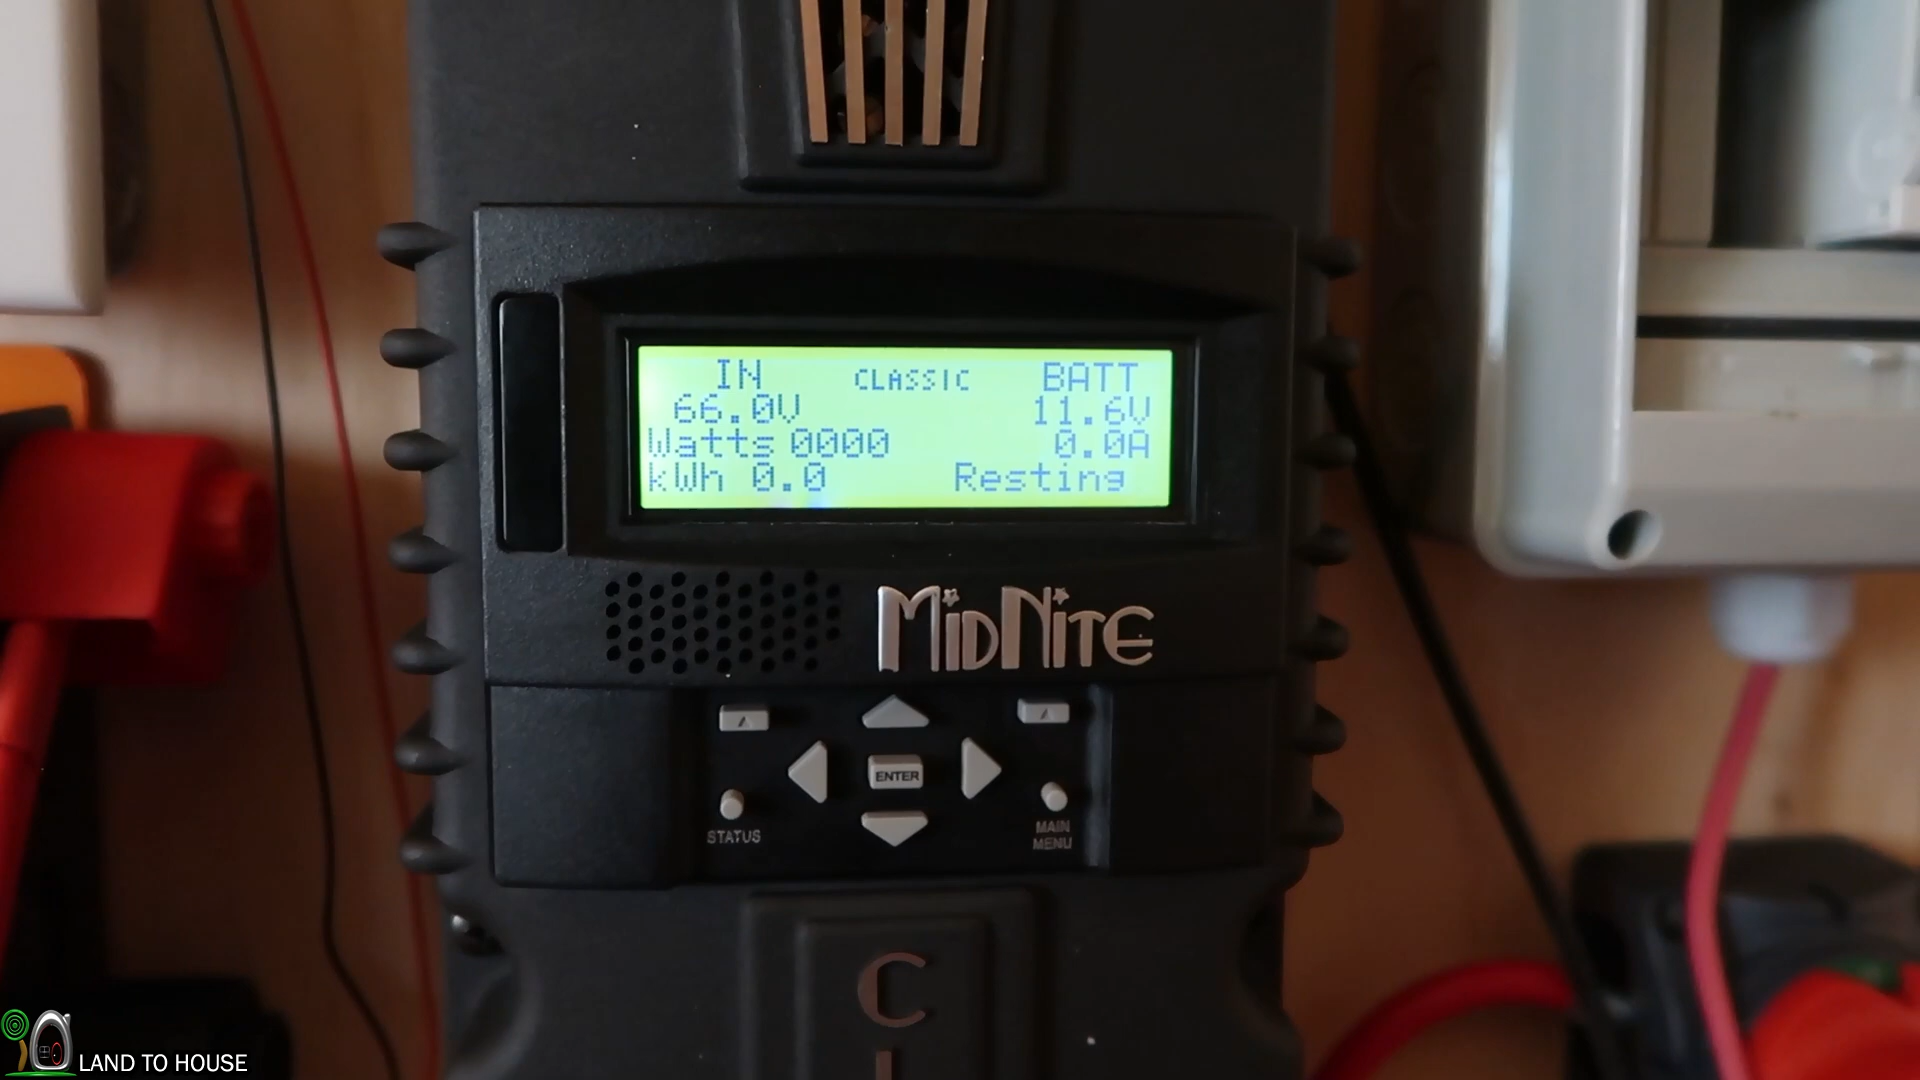 IN CLASSIC BATT
66.0V 11.6V
Watts 0000 0.0A
kWh 0.0 Resting
MIDNITE
ENTER
STATUS
MAIN
MENU
C
LAND TO HOUSE